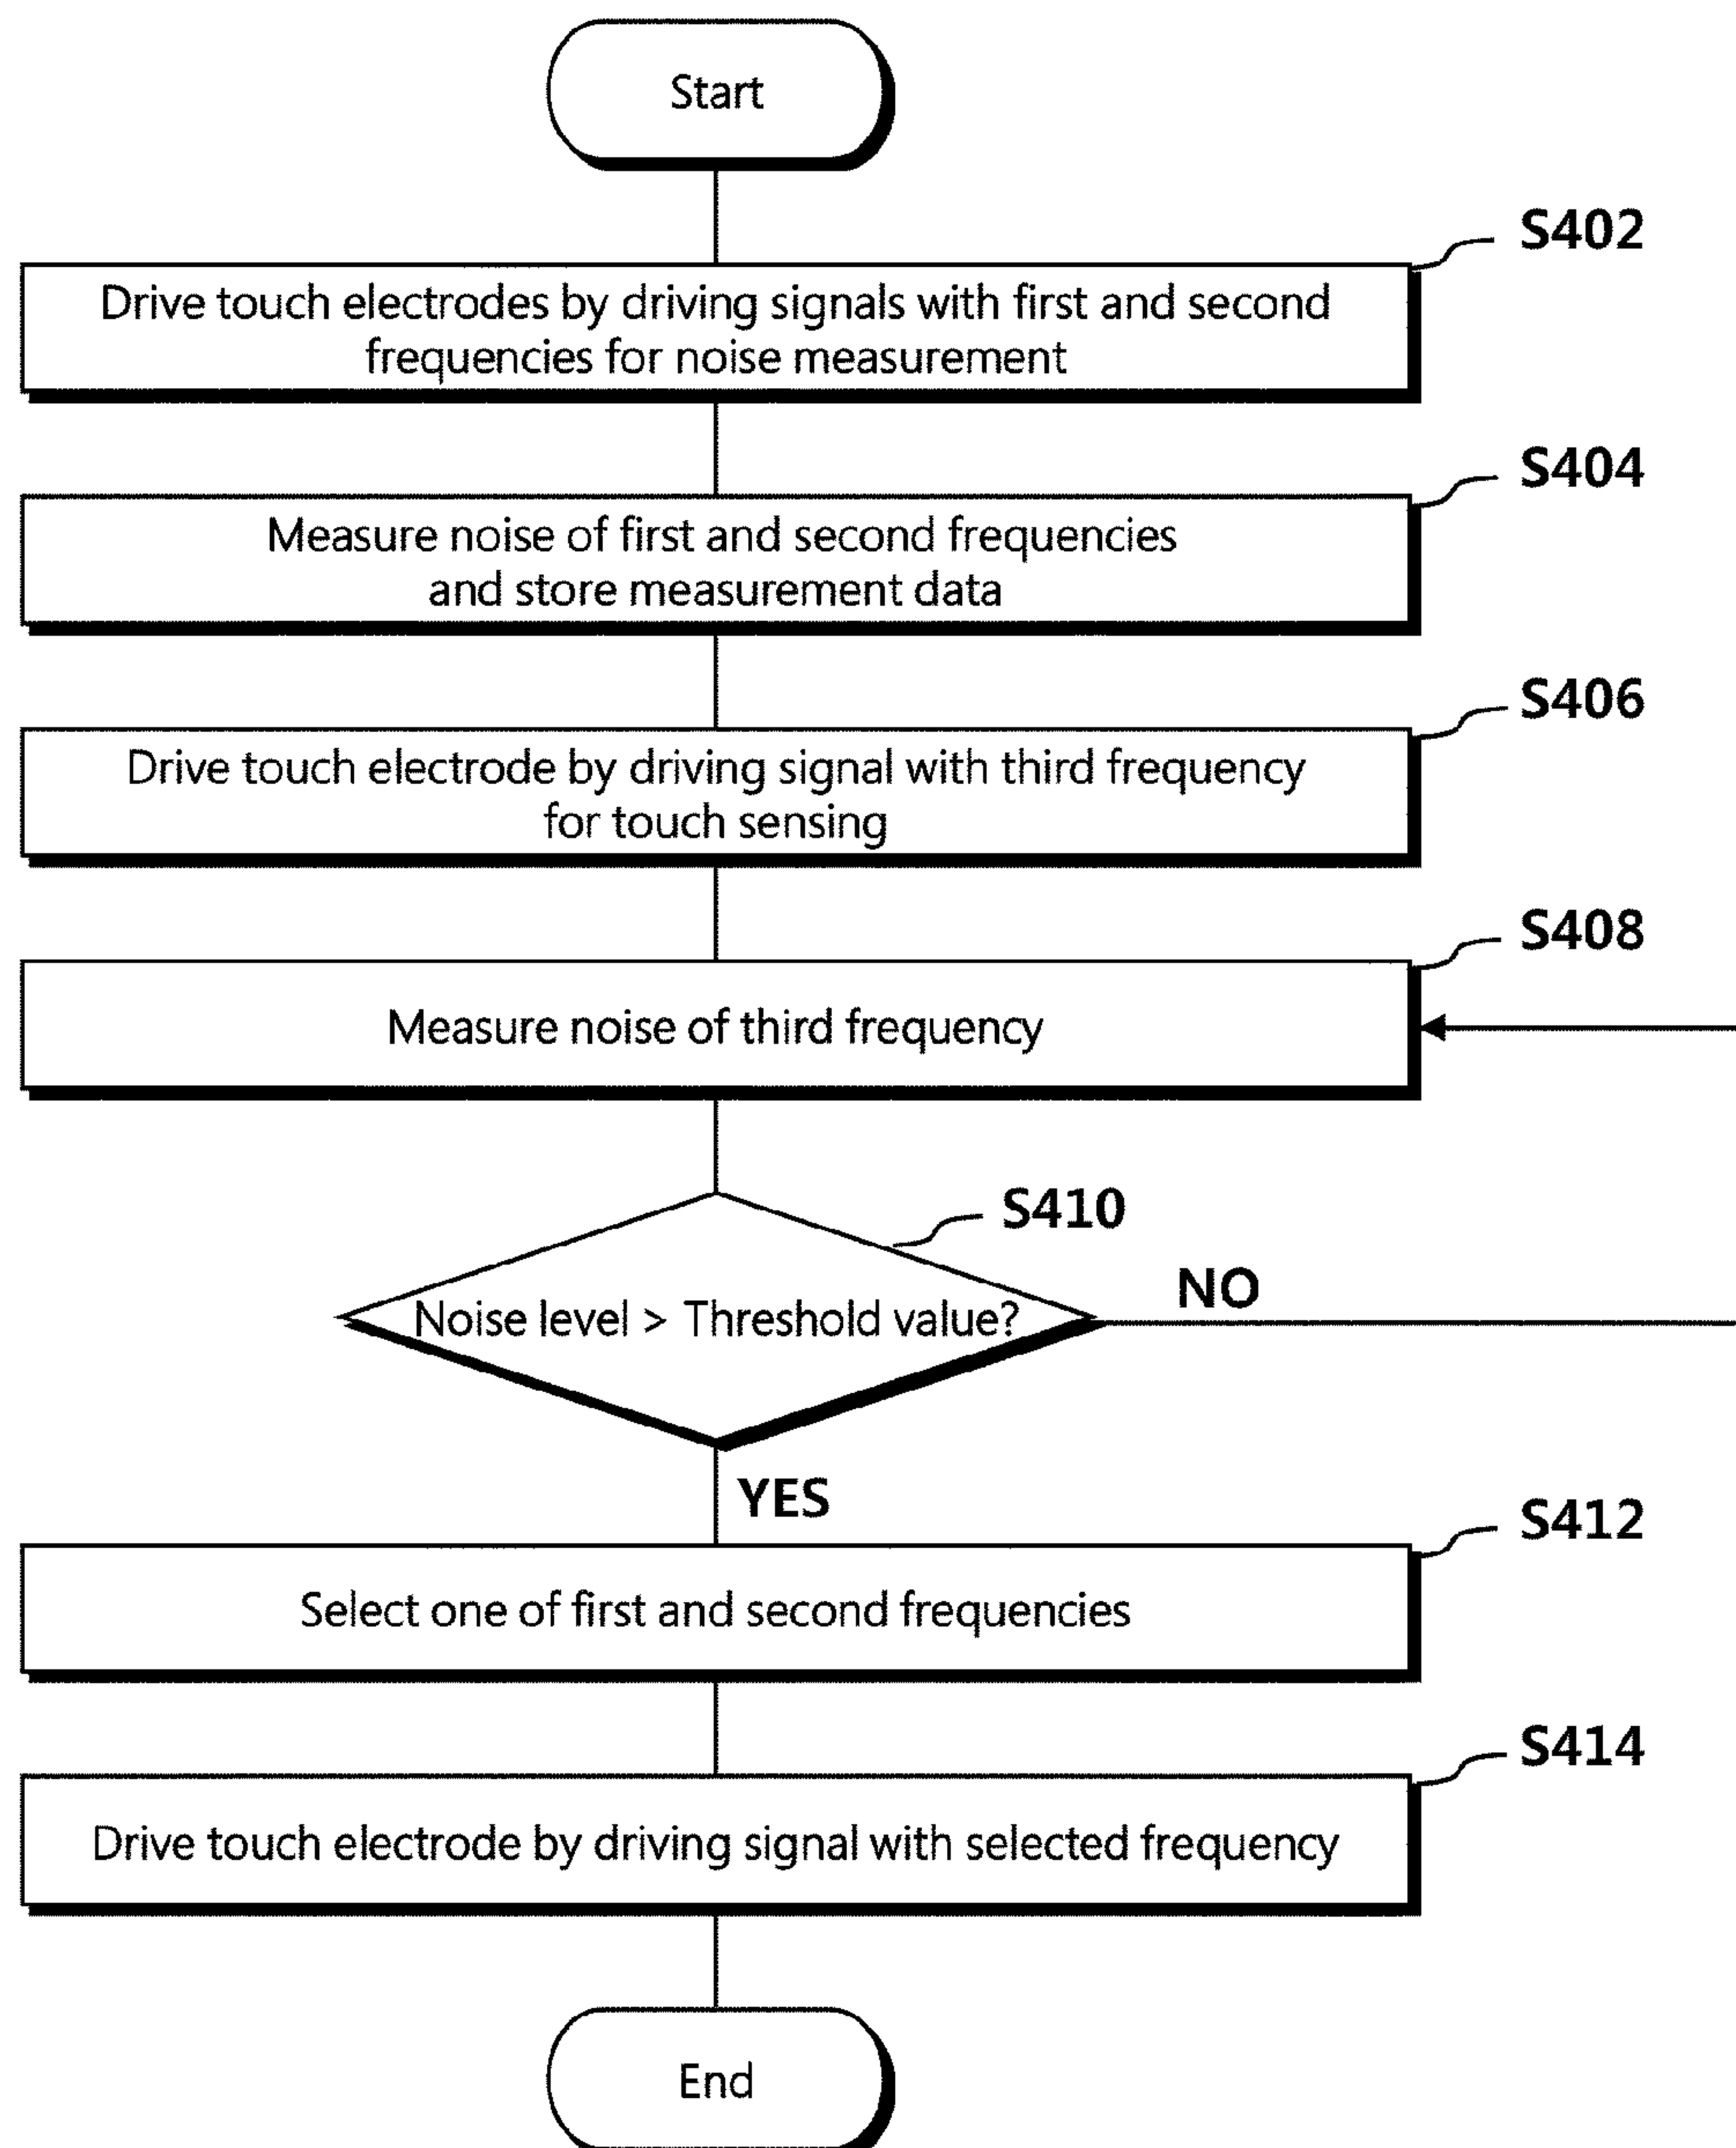 Start
S402
Drive touch electrodes by driving signals with first and second
frequencies for noise measurement
S404
Measure noise of first and second frequencies
and store measurement data
S406
Drive touch electrode by driving signal with third frequency
for touch sensing
S408
Measure noise of third frequency
S410
Noise level > Threshold value?
NO
YES
S412
Select one of first and second frequencies
S414
Drive touch electrode by driving signal with selected frequency
End